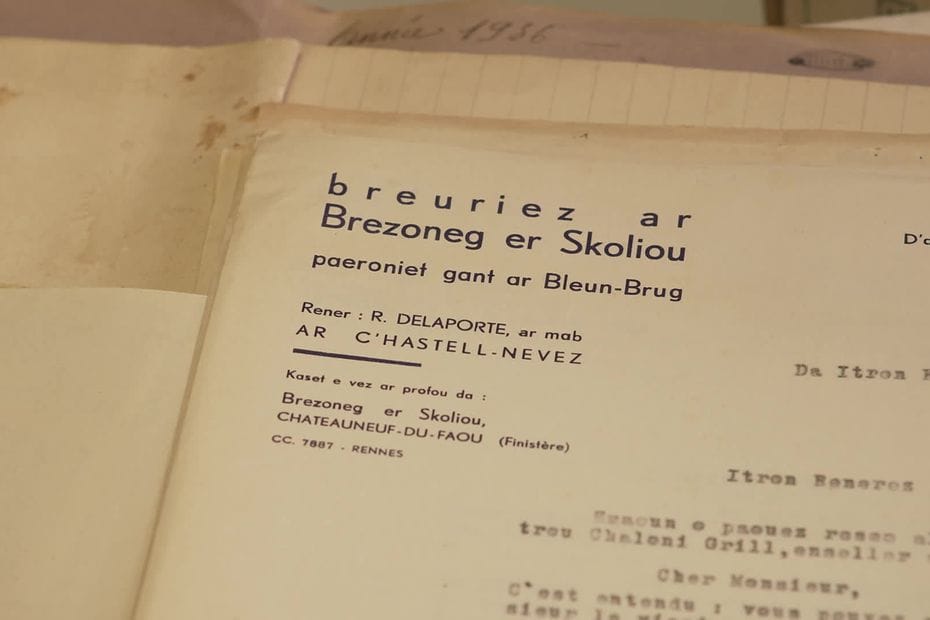 Année 1936
breuriez ar
Brezoneg er Skoliou
paeroniet gant ar Bleun-Brug
Rener : R. DELAPORTE, ar mab
AR C'HASTELL-NEVEZ
Kaset e vez ar profou da :
Brezoneg er Skoliou,
CHATEAUNEUF-DU-FAOU (Finistère)
CC. 7887 - RENNES
Da Itron
Itron Renerez
trou Chaloni Grill,
Cher Monsieur,
C'est entendu : vous